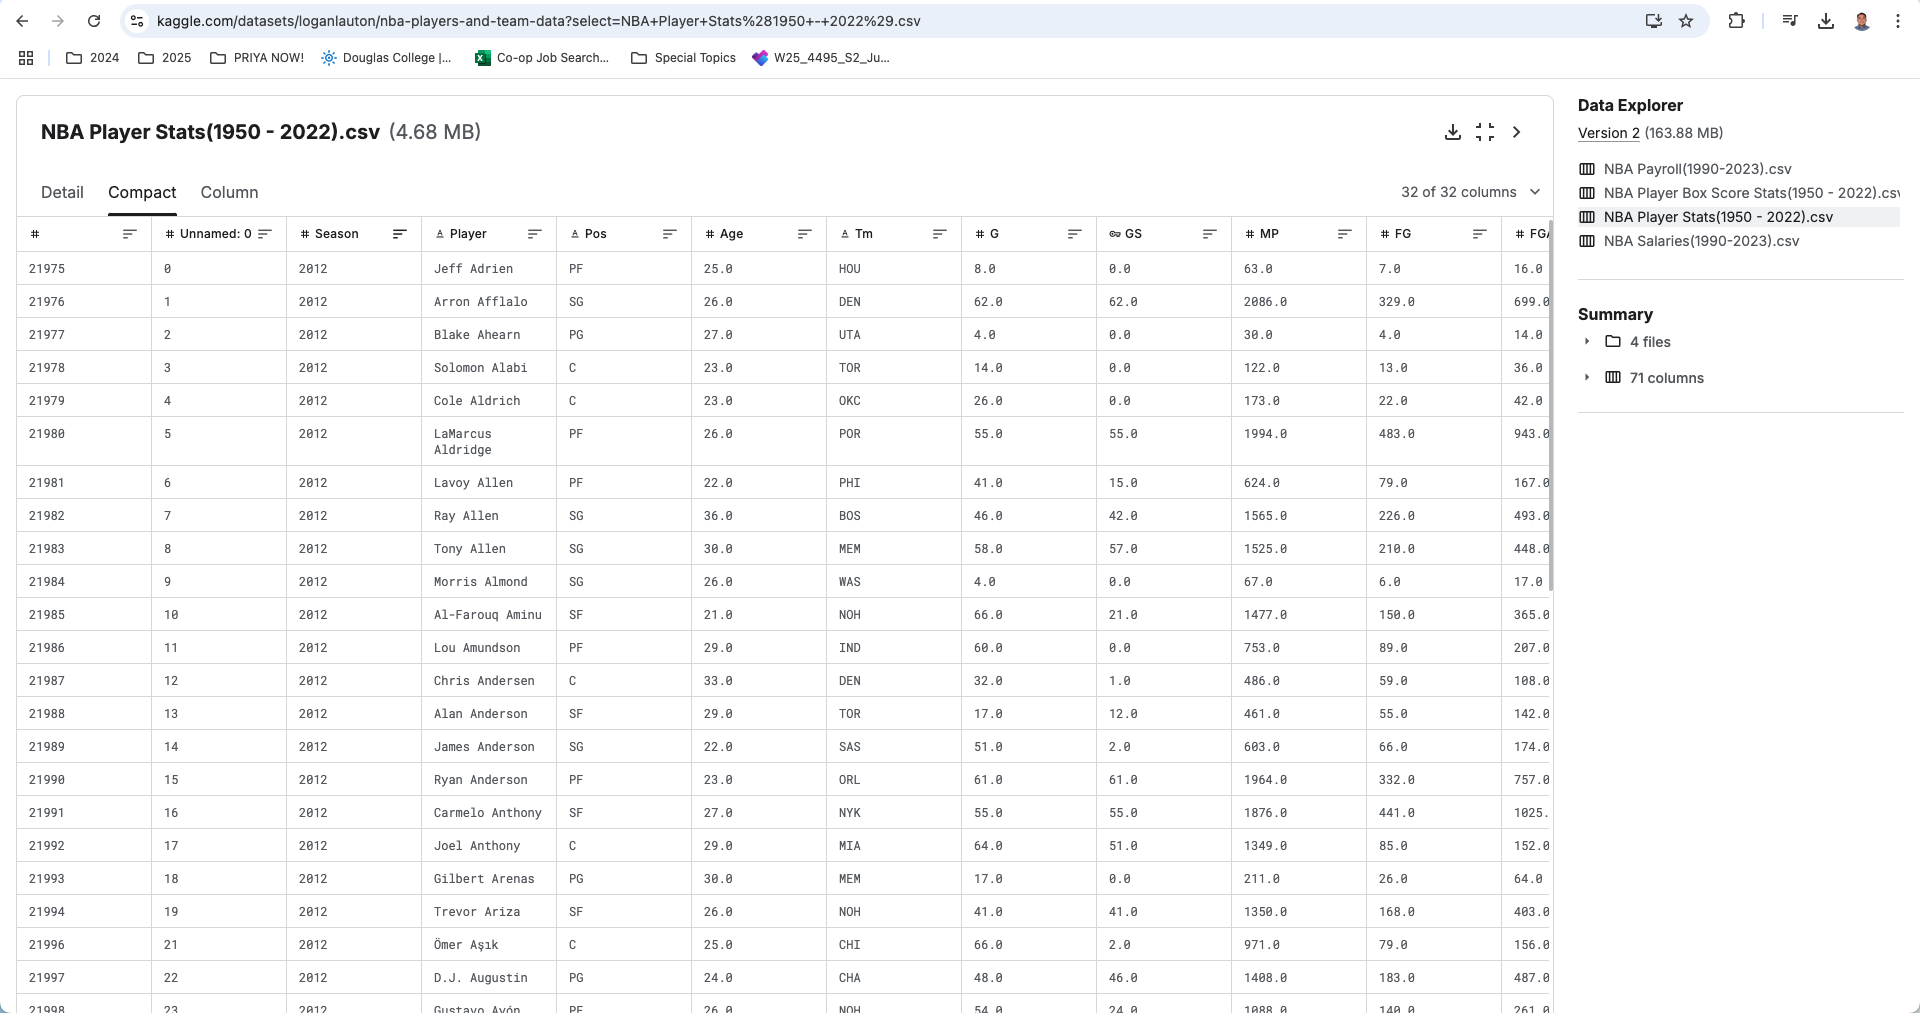 kaggle.com/datasets/loganlauton/nba-players-and-team-data?select=NBA+Player+Stats%281950+-+2022%29.csv
2024 2025 PRIYA NOW! Douglas College |... Co-op Job Search... Special Topics W25_4495_S2_Ju...
NBA Player Stats(1950 - 2022).csv (4.68 MB)
Detail Compact Column 32 of 32 columns
# # Unnamed: 0 # Season Player Pos # Age Tm # G GS # MP # FG # FGA
21975 0 2012 Jeff Adrien PF 25.0 HOU 8.0 0.0 63.0 7.0 16.0
21976 1 2012 Arron Afflalo SG 26.0 DEN 62.0 62.0 2086.0 329.0 699.0
21977 2 2012 Blake Ahearn PG 27.0 UTA 4.0 0.0 30.0 4.0 14.0
21978 3 2012 Solomon Alabi C 23.0 TOR 14.0 0.0 122.0 13.0 36.0
21979 4 2012 Cole Aldrich C 23.0 OKC 26.0 0.0 173.0 22.0 42.0
21980 5 2012 LaMarcus PF 26.0 POR 55.0 55.0 1994.0 483.0 943.0
Aldridge
21981 6 2012 Lavoy Allen PF 22.0 PHI 41.0 15.0 624.0 79.0 167.0
21982 7 2012 Ray Allen SG 36.0 BOS 46.0 42.0 1565.0 226.0 493.0
21983 8 2012 Tony Allen SG 30.0 MEM 58.0 57.0 1525.0 210.0 448.0
21984 9 2012 Morris Almond SG 26.0 WAS 4.0 0.0 67.0 6.0 17.0
21985 10 2012 Al-Farouq Aminu SF 21.0 NOH 66.0 21.0 1477.0 150.0 365.0
21986 11 2012 Lou Amundson PF 29.0 IND 60.0 0.0 753.0 89.0 207.0
21987 12 2012 Chris Andersen C 33.0 DEN 32.0 1.0 486.0 59.0 108.0
21988 13 2012 Alan Anderson SF 29.0 TOR 17.0 12.0 461.0 55.0 142.0
21989 14 2012 James Anderson SG 22.0 SAS 51.0 2.0 603.0 66.0 174.0
21990 15 2012 Ryan Anderson PF 23.0 ORL 61.0 61.0 1964.0 332.0 757.0
21991 16 2012 Carmelo Anthony SF 27.0 NYK 55.0 55.0 1876.0 441.0 1025.
21992 17 2012 Joel Anthony C 29.0 MIA 64.0 51.0 1349.0 85.0 152.0
21993 18 2012 Gilbert Arenas PG 30.0 MEM 17.0 0.0 211.0 26.0 64.0
21994 19 2012 Trevor Ariza SF 26.0 NOH 41.0 41.0 1350.0 168.0 403.0
21996 21 2012 Ömer Aşık C 25.0 CHI 66.0 2.0 971.0 79.0 156.0
21997 22 2012 D.J. Augustin PG 24.0 CHA 48.0 46.0 1408.0 183.0 487.0
21998 23 2012 Gustavo Ayón PF 26.0 NOH 54.0 24.0 1088.0 140.0 261.0
Data Explorer
Version 2 (163.88 MB)
NBA Payroll(1990-2023).csv
NBA Player Box Score Stats(1950 - 2022).csv
NBA Player Stats(1950 - 2022).csv
NBA Salaries(1990-2023).csv
Summary
4 files
71 columns